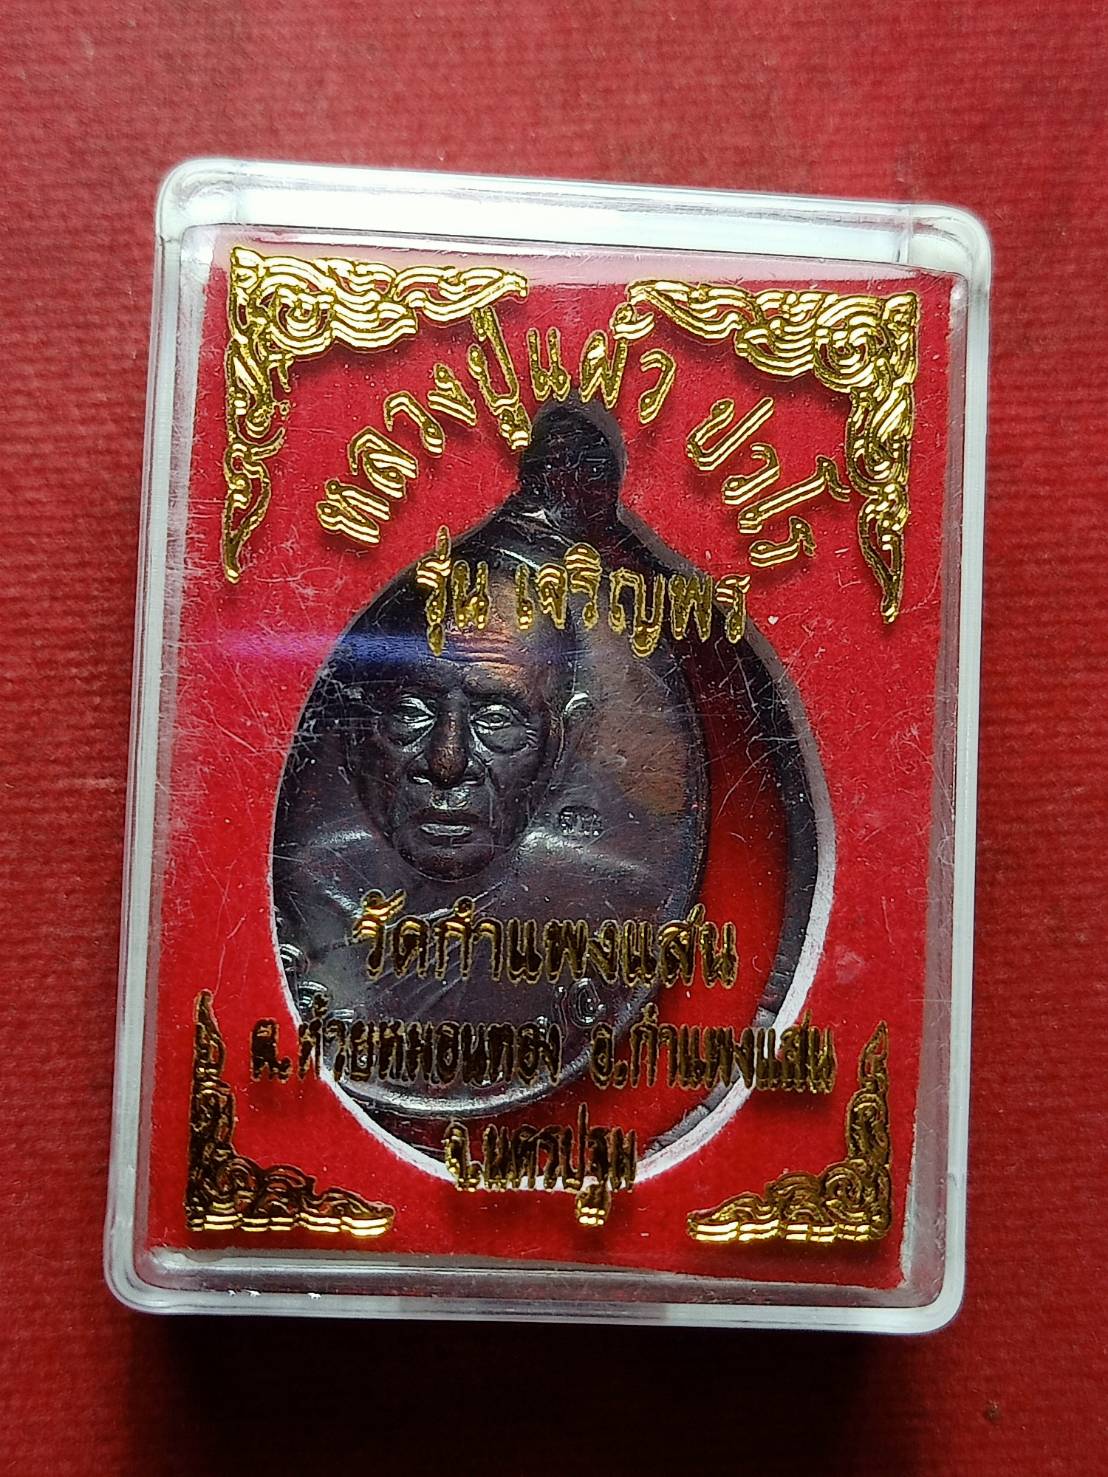 หลวงปู่แผ้ว ปวโร
รุ่น เจริญพร
วัดกำแพงแสน
ต.ห้วยหมอนทอง อ.กำแพงแสน
จ.นครปฐม